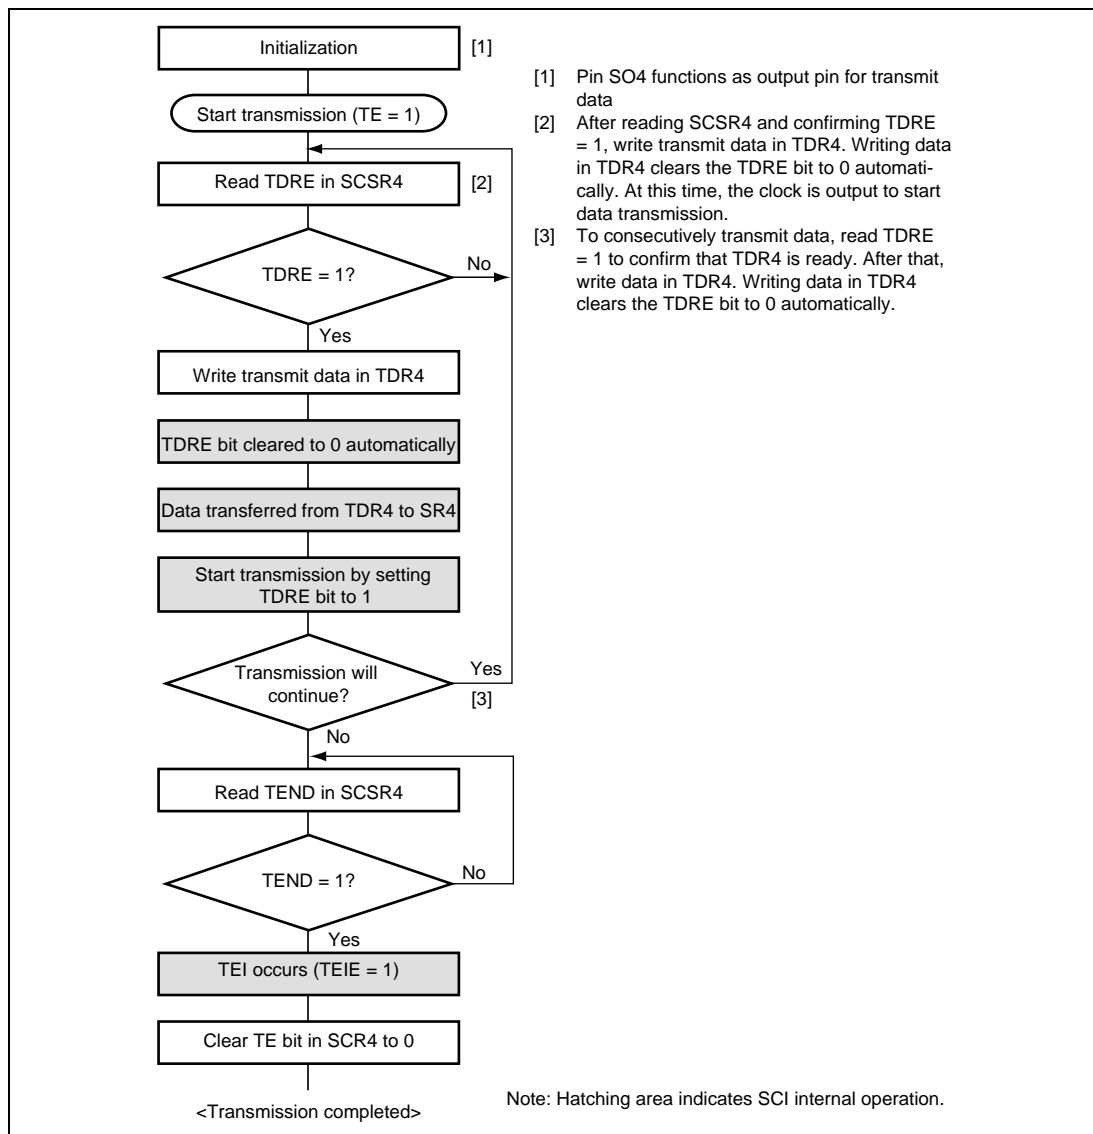 Initialization
[1]
Start transmission (TE = 1)
Read TDRE in SCSR4
[2]
TDRE = 1?
No
Yes
Write transmit data in TDR4
TDRE bit cleared to 0 automatically
Data transferred from TDR4 to SR4
Start transmission by setting
TDRE bit to 1
Transmission will
continue?
Yes
[3]
No
Read TEND in SCSR4
TEND = 1?
No
Yes
TEI occurs (TEIE = 1)
Clear TE bit in SCR4 to 0
<Transmission completed>
[1] Pin SO4 functions as output pin for transmit
data
[2] After reading SCSR4 and confirming TDRE
= 1, write transmit data in TDR4. Writing data
in TDR4 clears the TDRE bit to 0 automati-
cally. At this time, the clock is output to start
data transmission.
[3] To consecutively transmit data, read TDRE
= 1 to confirm that TDR4 is ready. After that,
write data in TDR4. Writing data in TDR4
clears the TDRE bit to 0 automatically.
Note: Hatching area indicates SCI internal operation.